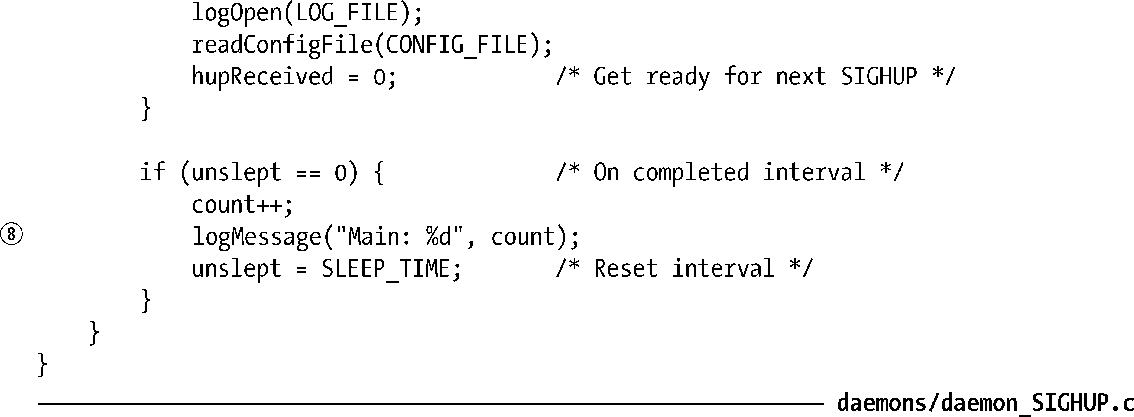 logOpen(LOG_FILE);
            readConfigFile(CONFIG_FILE);
            hupReceived = 0;            /* Get ready for next SIGHUP */
        }
        if (unslept == 0) {             /* On completed interval */
            count++;
⑧           logMessage("Main: %d", count);
            unslept = SLEEP_TIME;       /* Reset interval */
        }
    }
}
daemons/daemon_SIGHUP.c